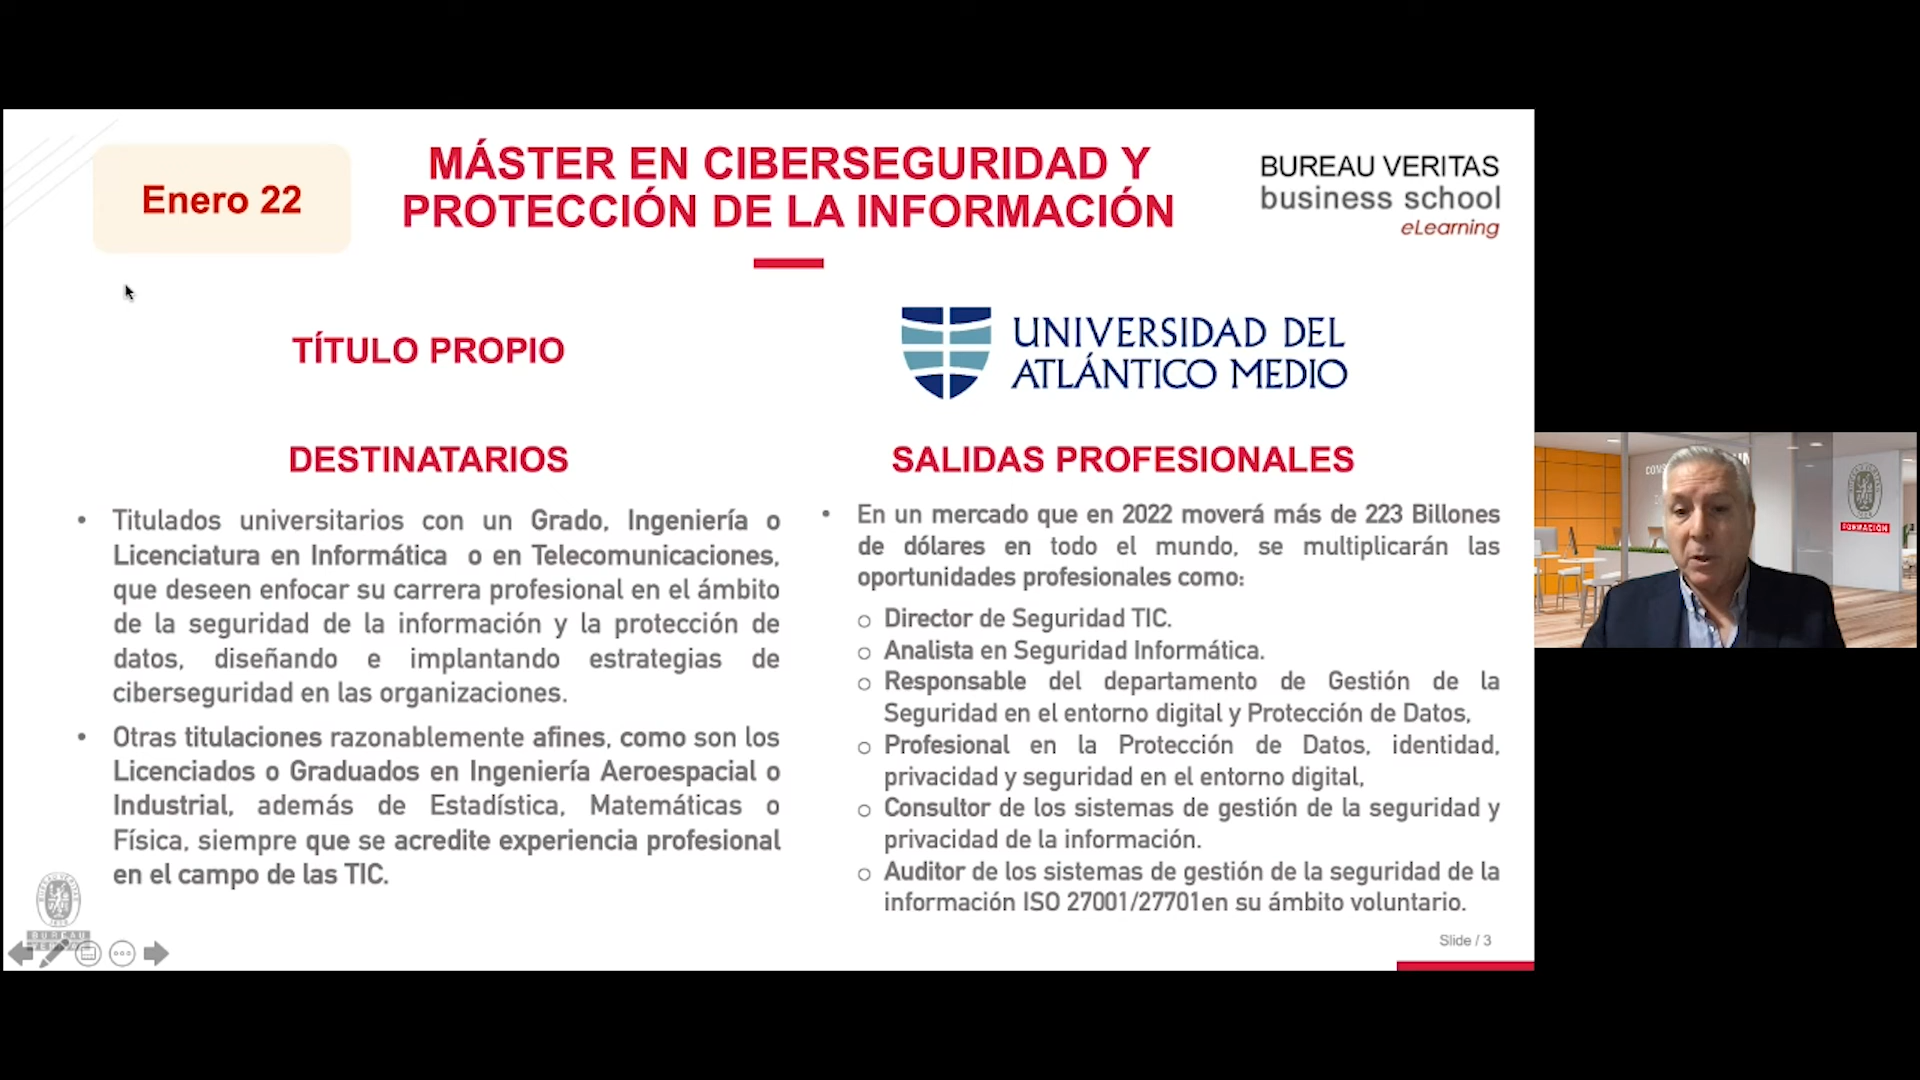 Enero 22
MÁSTER EN CIBERSEGURIDAD Y
PROTECCIÓN DE LA INFORMACIÓN
BUREAU VERITAS
business school
eLearning
TÍTULO PROPIO
UNIVERSIDAD DEL
ATLÁNTICO MEDIO
DESTINATARIOS
• Titulados universitarios con un Grado, Ingeniería o
Licenciatura en Informática o en Telecomunicaciones,
que deseen enfocar su carrera profesional en el ámbito
de la seguridad de la información y la protección de
datos, diseñando e implantando estrategias de
ciberseguridad en las organizaciones.
• Otras titulaciones razonablemente afines, como son los
Licenciados o Graduados en Ingeniería Aeroespacial o
Industrial, además de Estadística, Matemáticas o
Física, siempre que se acredite experiencia profesional
en el campo de las TIC.
SALIDAS PROFESIONALES
• En un mercado que en 2022 moverá más de 223 Billones
de dólares en todo el mundo, se multiplicarán las
oportunidades profesionales como:
o Director de Seguridad TIC.
o Analista en Seguridad Informática.
o Responsable del departamento de Gestión de la
Seguridad en el entorno digital y Protección de Datos,
o Profesional en la Protección de Datos, identidad,
privacidad y seguridad en el entorno digital,
o Consultor de los sistemas de gestión de la seguridad y
privacidad de la información.
o Auditor de los sistemas de gestión de la seguridad de la
información ISO 27001/27701en su ámbito voluntario.
Slide / 3
BUREAU
FORMACIÓN